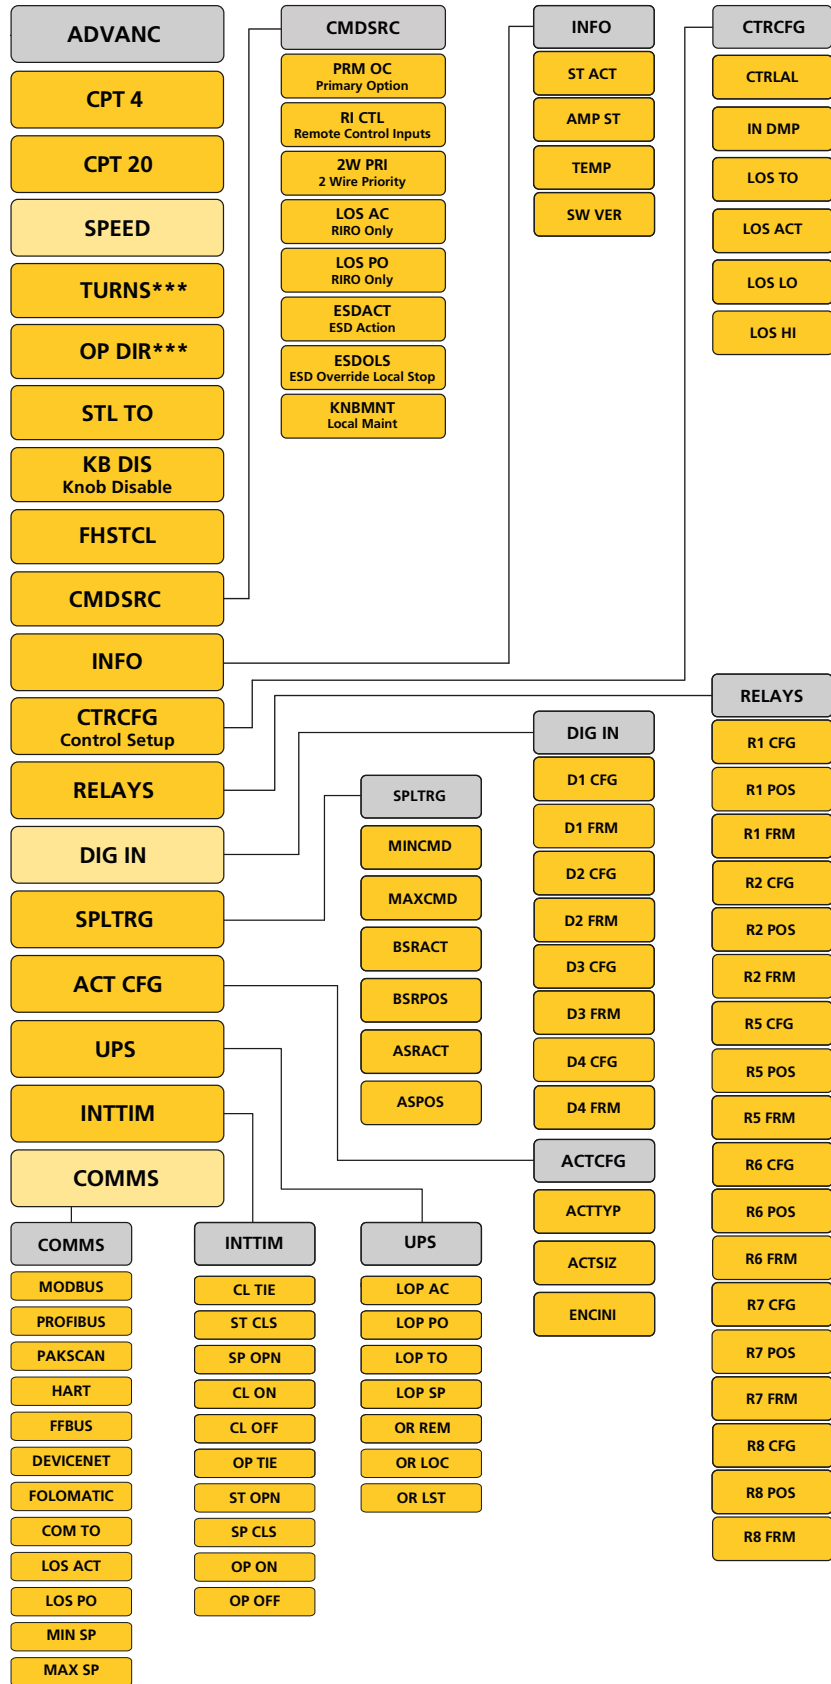 ADVANC
CPT 4
CPT 20
SPEED
TURNS***
OP DIR***
STL TO
KB DIS
Knob Disable
FHSTCL
CMDSRC
INFO
CTRCFG
Control Setup
RELAYS
DIG IN
SPLTRG
ACT CFG
UPS
INTTIM
COMMS
CMDSRC
PRM OC
Primary Option
RI CTL
Remote Control Inputs
2W PRI
2 Wire Priority
LOS AC
RIRO Only
LOS PO
RIRO Only
ESDACT
ESD Action
ESDOLS
ESD Override Local Stop
KNBMNT
Local Maint
INFO
ST ACT
AMP ST
TEMP
SW VER
CTRCFG
CTRLAL
IN DMP
LOS TO
LOS ACT
LOS LO
LOS HI
RELAYS
R1 CFG
R1 POS
R1 FRM
R2 CFG
R2 POS
R2 FRM
R5 CFG
R5 POS
R5 FRM
R6 CFG
R6 POS
R6 FRM
R7 CFG
R7 POS
R7 FRM
R8 CFG
R8 POS
R8 FRM
DIG IN
D1 CFG
D1 FRM
D2 CFG
D2 FRM
D3 CFG
D3 FRM
D4 CFG
D4 FRM
SPLTRG
MINCMD
MAXCMD
BSRACT
BSRPOS
ASRACT
ASPOS
ACTCFG
ACTTYP
ACTSIZ
ENCINI
COMMS
MODBUS
PROFIBUS
PAKSCAN
HART
FFBUS
DEVICENET
FOLOMATIC
COM TO
LOS ACT
LOS PO
MIN SP
MAX SP
INTTIM
CL TIE
ST CLS
SP OPN
CL ON
CL OFF
OP TIE
ST OPN
SP CLS
OP ON
OP OFF
UPS
LOP AC
LOP PO
LOP TO
LOP SP
OR REM
OR LOC
OR LST